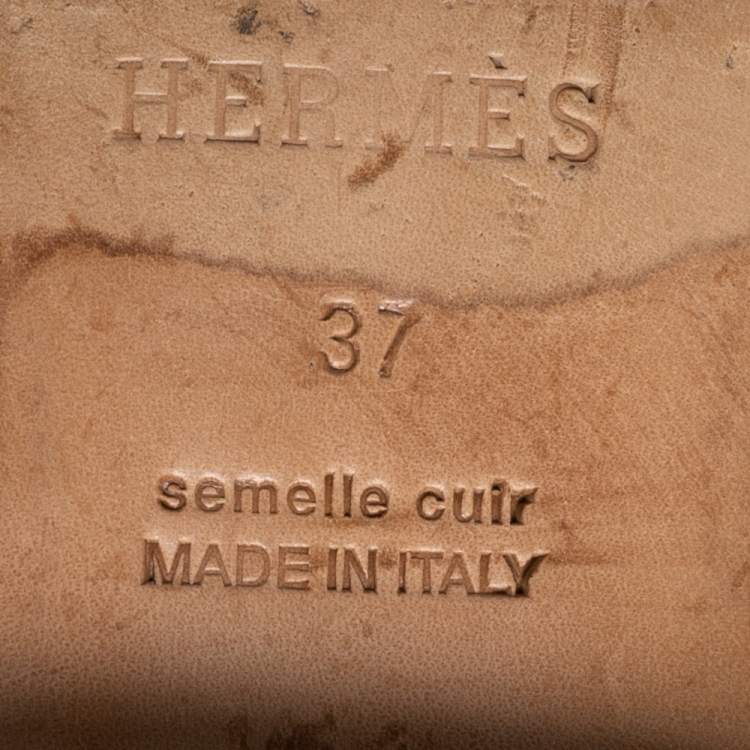 HERMÈS
37
semelle cuir
MADE IN ITALY